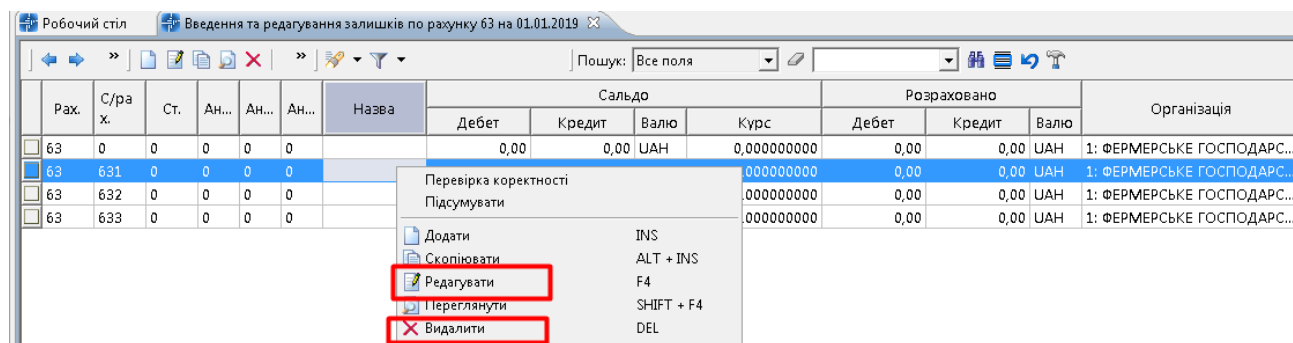 Робочий стіл Введення та редагування залишків по рахунку 63 на 01.01.2019
» » Пошук: Все поля
Рах. С/рах. Ст. Ан... Ан... Ан... Назва Сальдо Розраховано Організація
Дебет Кредит Валю Курс Дебет Кредит Валю
63 0 0 0 0 0 0,00 0,00 UAH 0,000000000 0,00 0,00 UAH 1: ФЕРМЕРСЬКЕ ГОСПОДАРС...
63 631 0 0 0 0 ,000000000 0,00 0,00 UAH 1: ФЕРМЕРСЬКЕ ГОСПОДАРС...
63 632 0 0 0 0 ,000000000 0,00 0,00 UAH 1: ФЕРМЕРСЬКЕ ГОСПОДАРС...
63 633 0 0 0 0 ,000000000 0,00 0,00 UAH 1: ФЕРМЕРСЬКЕ ГОСПОДАРС...
Перевірка коректності
Підсумувати
Додати INS
Скопіювати ALT + INS
Редагувати F4
Переглянути SHIFT + F4
Видалити DEL